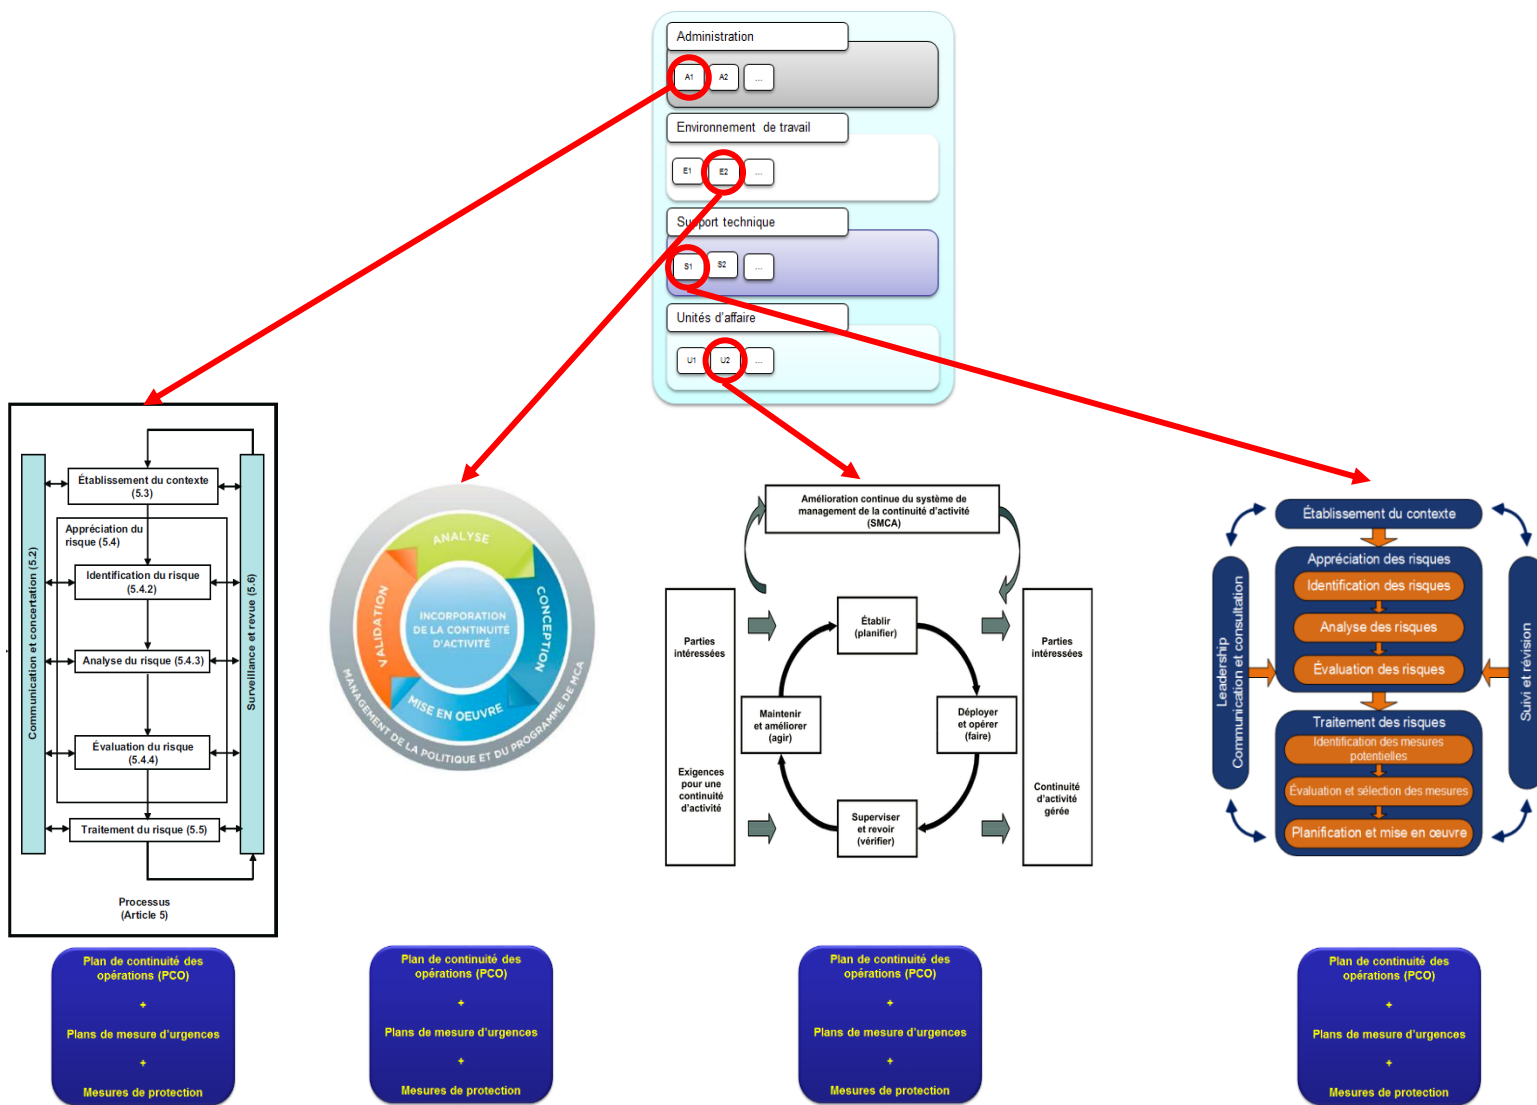 Administration
A1
A2
...
Environnement de travail
E1
E2
...
Support technique
S1
S2
...
Unités d'affaire
U1
U2
...
Établissement du contexte
(5.3)
Appréciation du
risque (5.4)
Identification du risque
(5.4.2)
Analyse du risque (5.4.3)
Évaluation du risque
(5.4.4)
Traitement du risque (5.5)
Communication et concertation (5.2)
Surveillance et revue (5.6)
Processus
(Article 5)
ANALYSE
CONCEPTION
MISE EN OEUVRE
VALIDATION
INCORPORATION
DE LA CONTINUITÉ
D'ACTIVITÉ
MANAGEMENT DE LA POLITIQUE ET DU PROGRAMME DE MCA
Amélioration continue du système de
management de la continuité d'activité
(SMCA)
Parties
intéressées
Exigences
pour une
continuité
d'activité
Établir
(planifier)
Maintenir
et améliorer
(agir)
Déployer
et opérer
(faire)
Superviser
et revoir
(vérifier)
Parties
intéressées
Continuité
d'activité
gérée
Établissement du contexte
Appréciation des risques
Identification des risques
Analyse des risques
Évaluation des risques
Traitement des risques
Identification des mesures
potentielles
Évaluation et sélection des mesures
Planification et mise en œuvre
Leadership
Communication et consultation
Suivi et révision
Plan de continuité des
opérations (PCO)
+
Plans de mesure d'urgences
+
Mesures de protection
Plan de continuité des
opérations (PCO)
+
Plans de mesure d'urgences
+
Mesures de protection
Plan de continuité des
opérations (PCO)
+
Plans de mesure d'urgences
+
Mesures de protection
Plan de continuité des
opérations (PCO)
+
Plans de mesure d'urgences
+
Mesures de protection